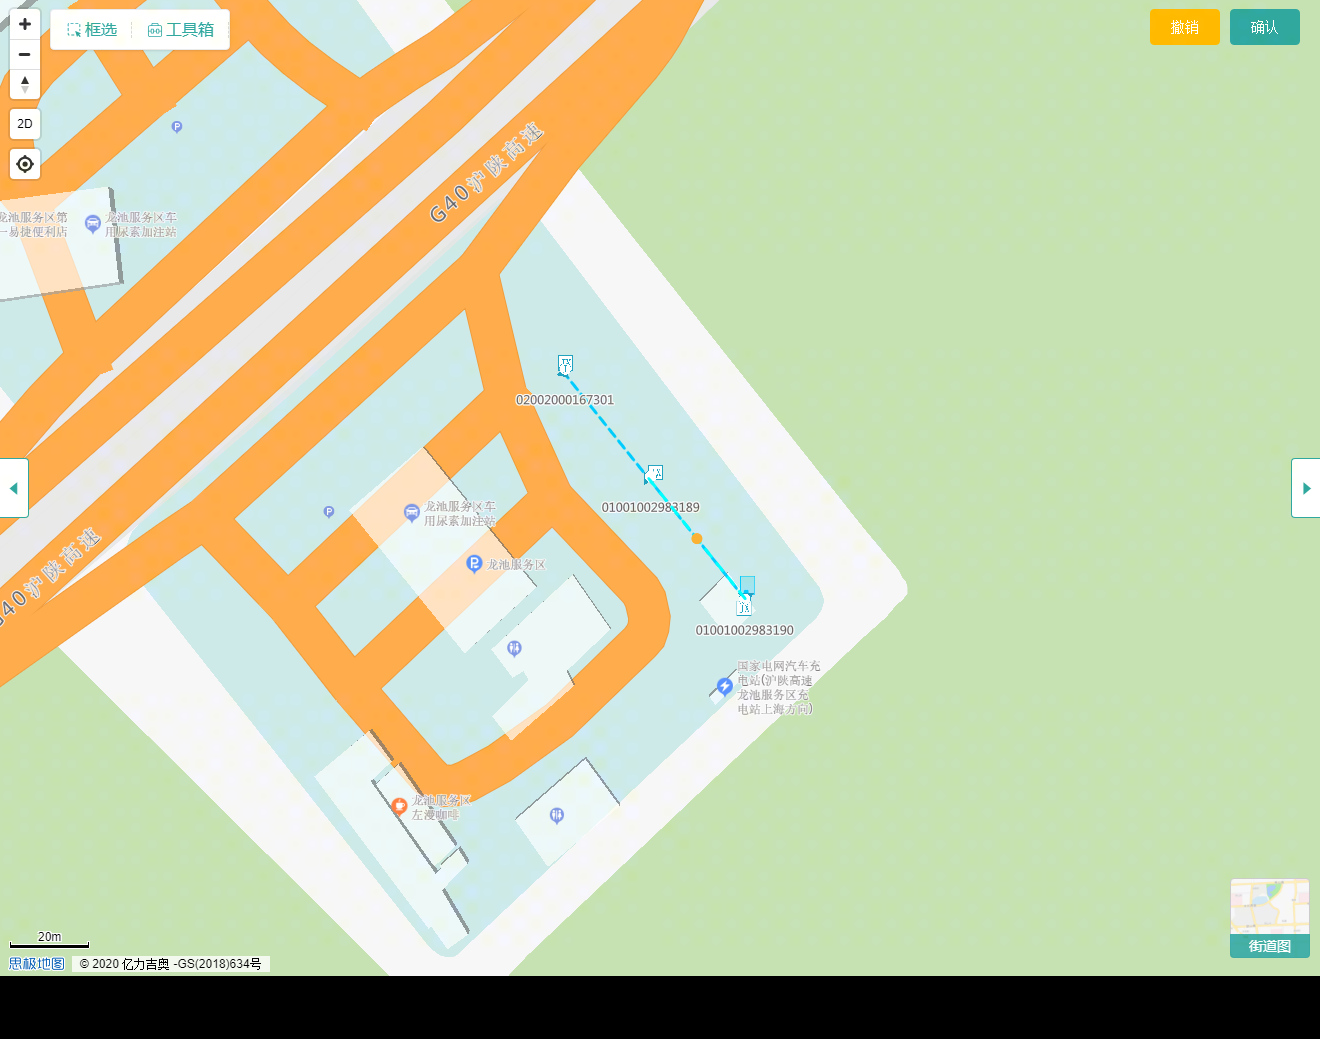 框选
工具箱
撤销
确认
2D
P
G40沪陕高速
龙池服务区第
一易捷便利店
龙池服务区车
用尿素加注站
JX
02002000167301
01001002983189
P
龙池服务区车
用尿素加注站
P
龙池服务区
G40沪陕高速
JX
01001002983190
国家电网汽车充
电站(沪陕高速
龙池服务区充
电站上海方向)
龙池服务区
左漫咖啡
20m
思极地图
© 2020 亿力吉奥 -GS(2018)634号
街道图